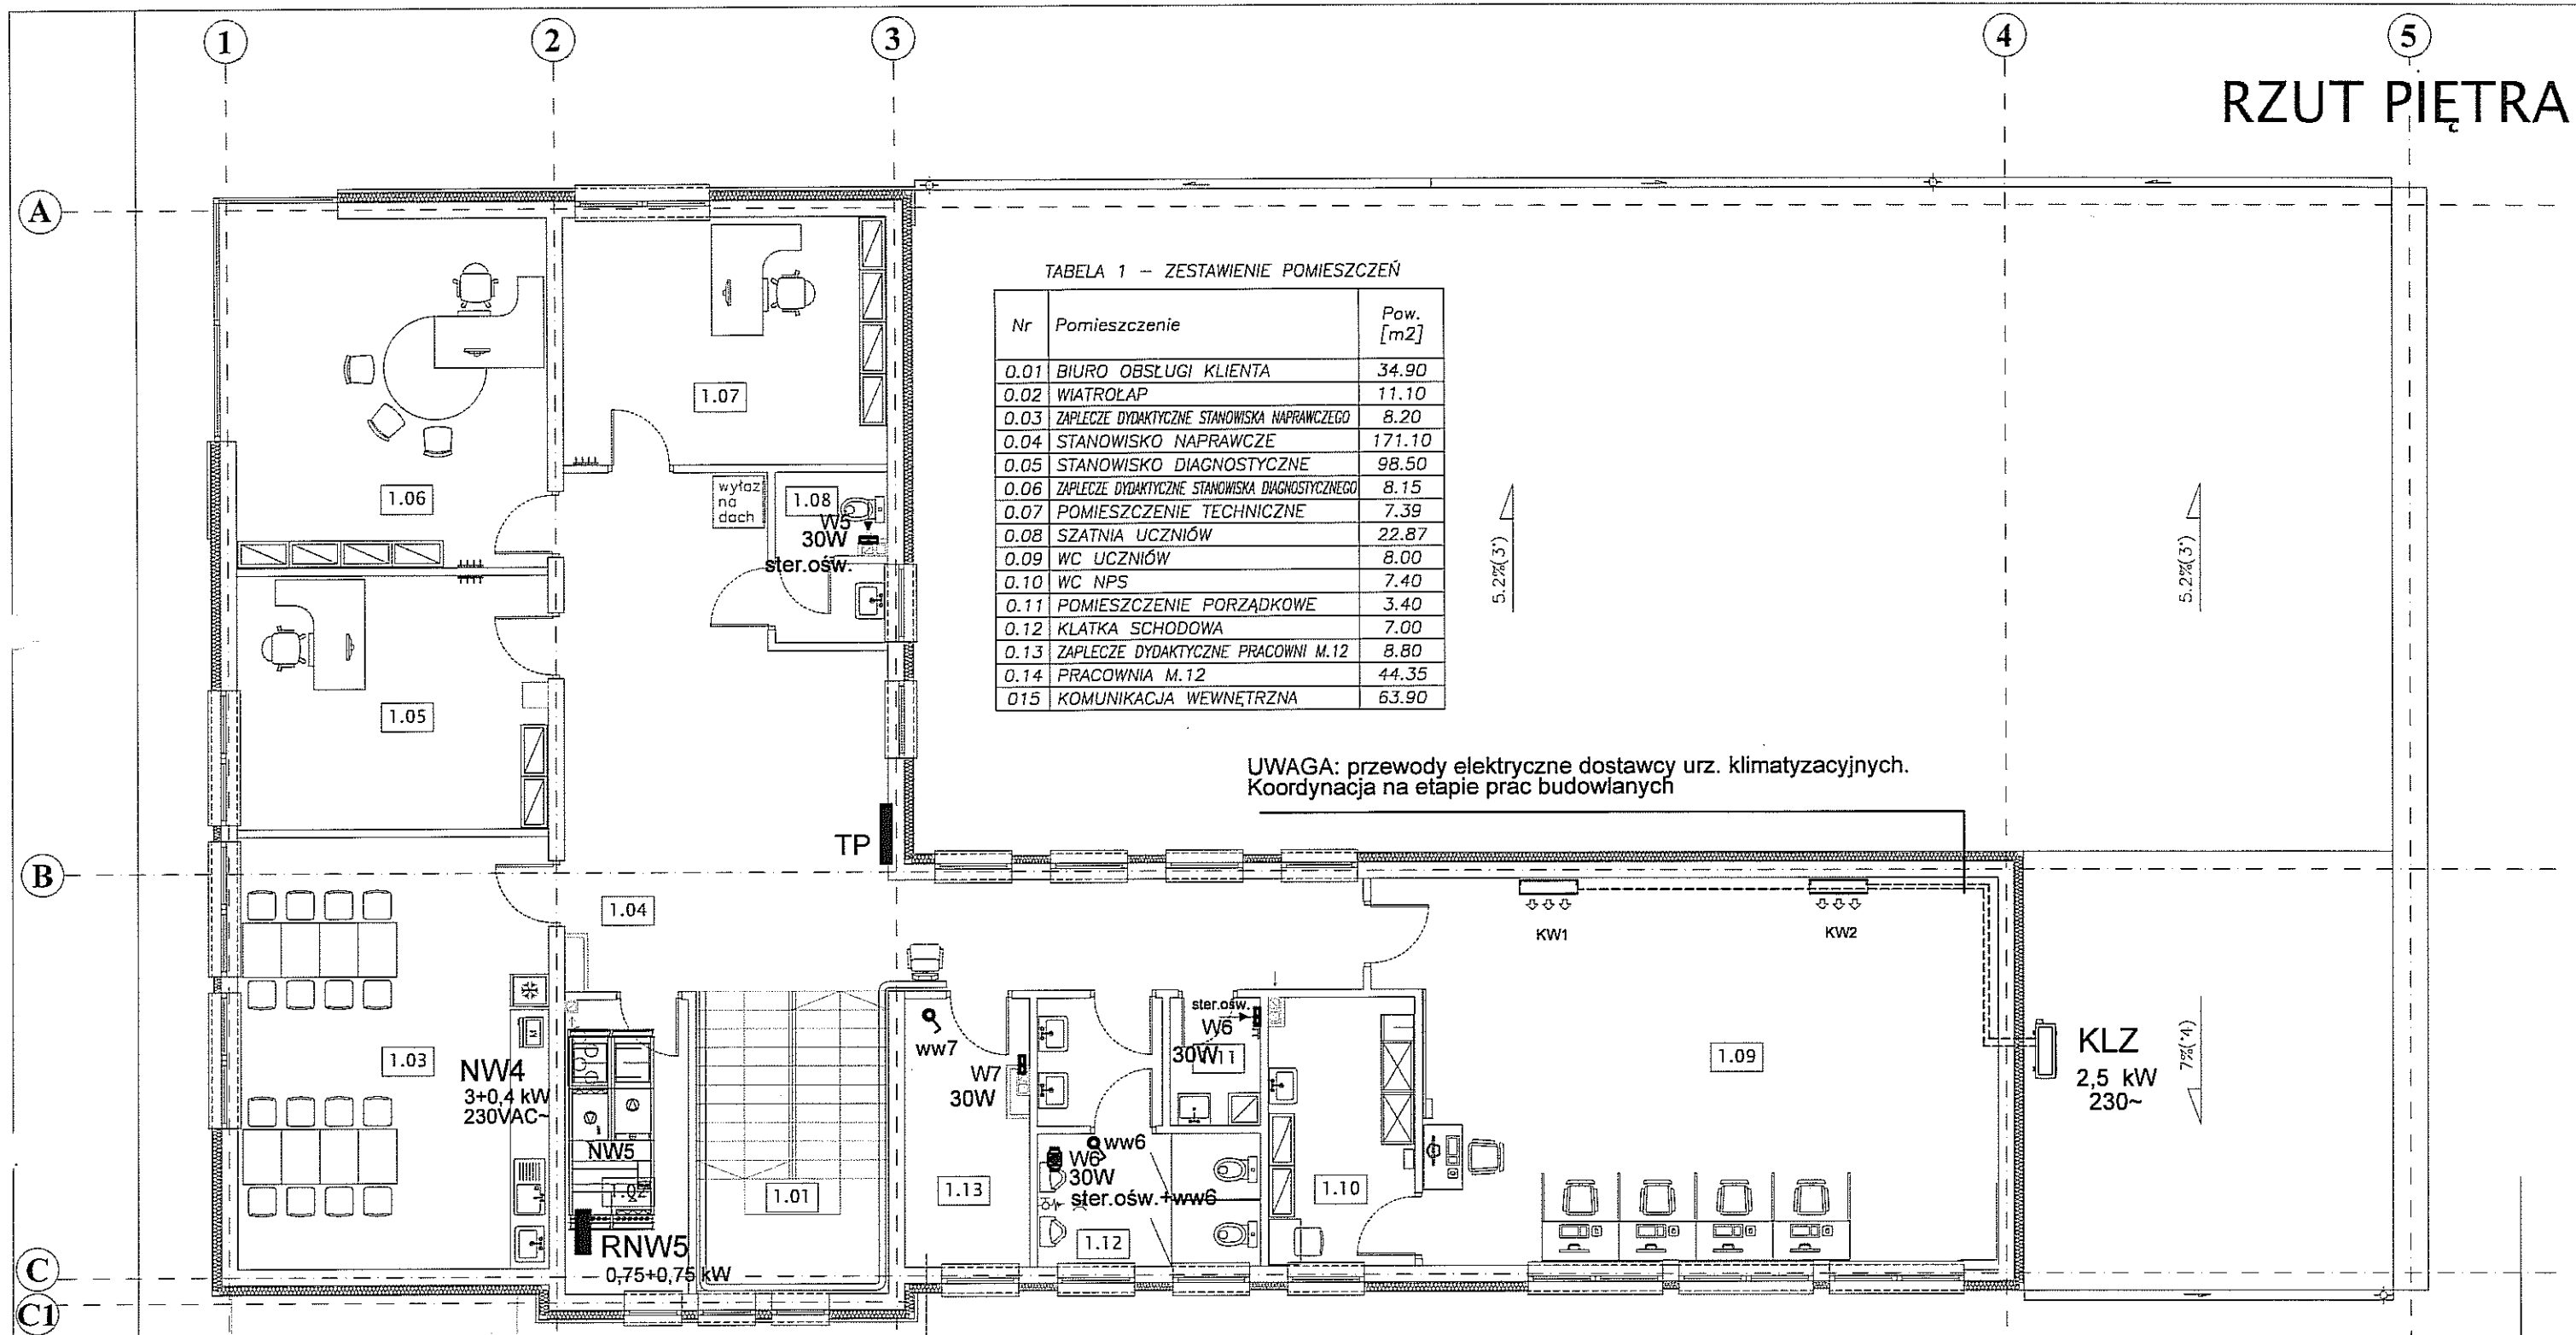 1
2
3
4
5
RZUT PIĘTRA
A
TABELA 1 – ZESTAWIENIE POMIESZCZEŃ
Nr Pomieszczenie Pow. [m2]
0.01 BIURO OBSŁUGI KLIENTA 34.90
0.02 WIATROŁAP 11.10
0.03 ZAPLECZE DYDAKTYCZNE STANOWISKA NAPRAWCZEGO 8.20
0.04 STANOWISKO NAPRAWCZE 171.10
0.05 STANOWISKO DIAGNOSTYCZNE 98.50
0.06 ZAPLECZE DYDAKTYCZNE STANOWISKA DIAGNOSTYCZNEGO 8.15
0.07 POMIESZCZENIE TECHNICZNE 7.39
0.08 SZATNIA UCZNIÓW 22.87
0.09 WC UCZNIÓW 8.00
0.10 WC NPS 7.40
0.11 POMIESZCZENIE PORZĄDKOWE 3.40
0.12 KLATKA SCHODOWA 7.00
0.13 ZAPLECZE DYDAKTYCZNE PRACOWNI M.12 8.80
0.14 PRACOWNIA M.12 44.35
015 KOMUNIKACJA WEWNĘTRZNA 63.90
1.07
1.06
wyłaz
na
dach
1.08
W5
30W
ster.ośw.
5.2%(3°)
5.2%(3°)
1.05
UWAGA: przewody elektryczne dostawcy urz. klimatyzacyjnych.
Koordynacja na etapie prac budowlanych
TP
B
1.04
KW1
KW2
1.03
NW4
3+0,4 kW
230VAC~
NW5
1.02
RNW5
0,75+0,75 kW
1.01
ww7
W7
30W
1.13
ster.ośw.
W6
30W
11
ww6
W6
30W
ster.ośw.+ww6
1.12
1.10
1.09
KLZ
2,5 kW
230~
7%(*4)
M
C
C1